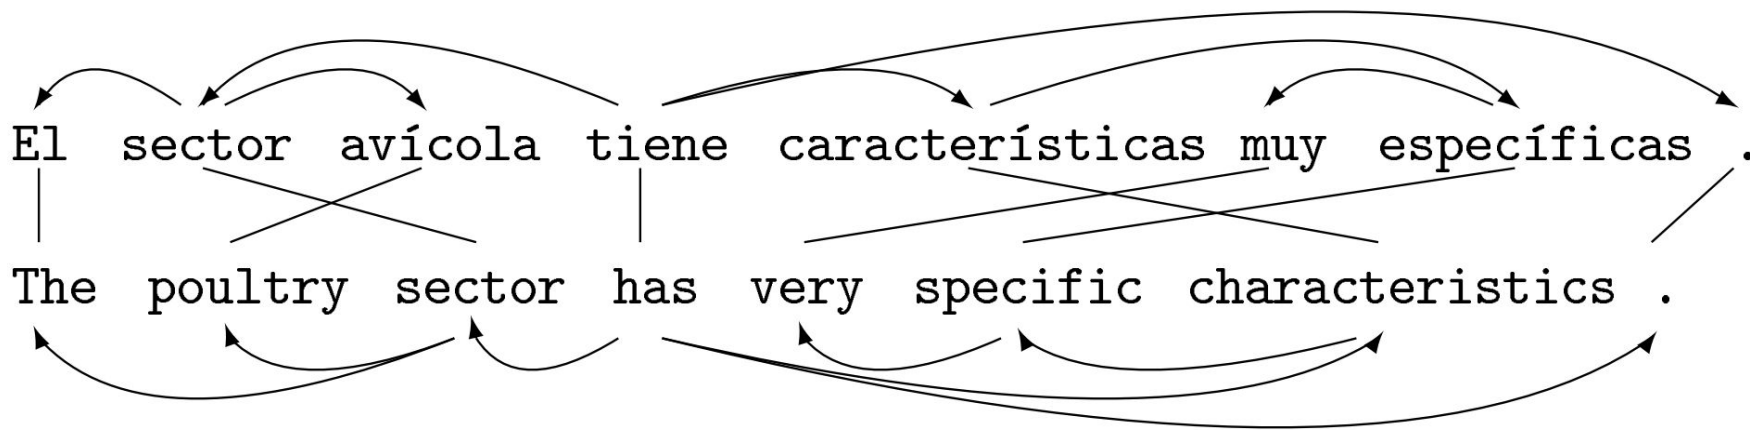 El sector avícola tiene características muy específicas .
The poultry sector has very specific characteristics .